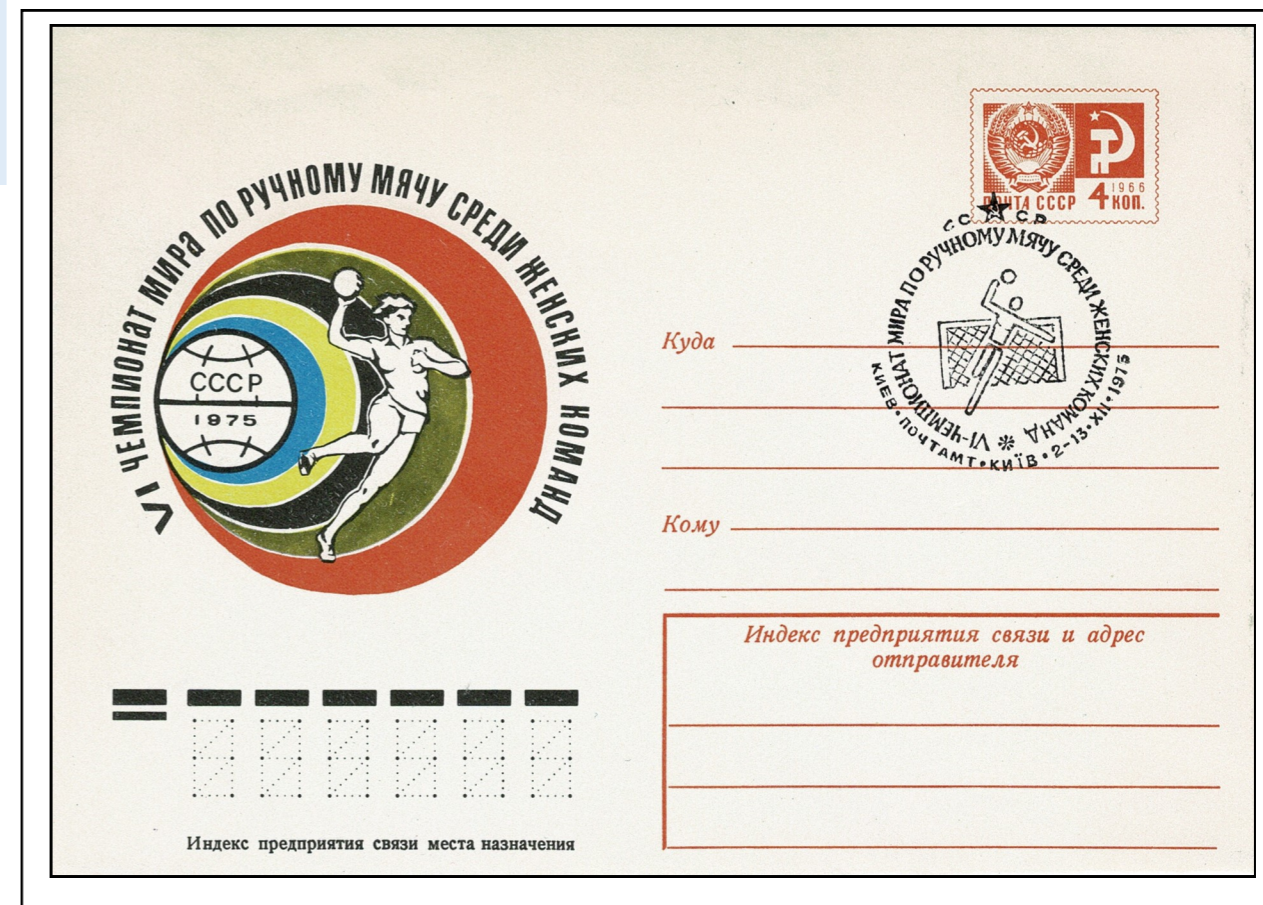 VI ЧЕМПИОНАТ МИРА ПО РУЧНОМУ МЯЧУ СРЕДИ ЖЕНСКИХ КОМАНД
СССР
1975
ПОЧТА СССР
4 1966
КОП.
СССР
VI-ЧЕМПИОНАТ МИРА ПО РУЧНОМУ МЯЧУ СРЕДИ ЖЕНСКИХ КОМАНД
КИЕВ•ПОЧТАМТ•КИЇВ•2-13•XII•1975
Куда
Кому
Индекс предприятия связи и адрес
отправителя
Индекс предприятия связи места назначения